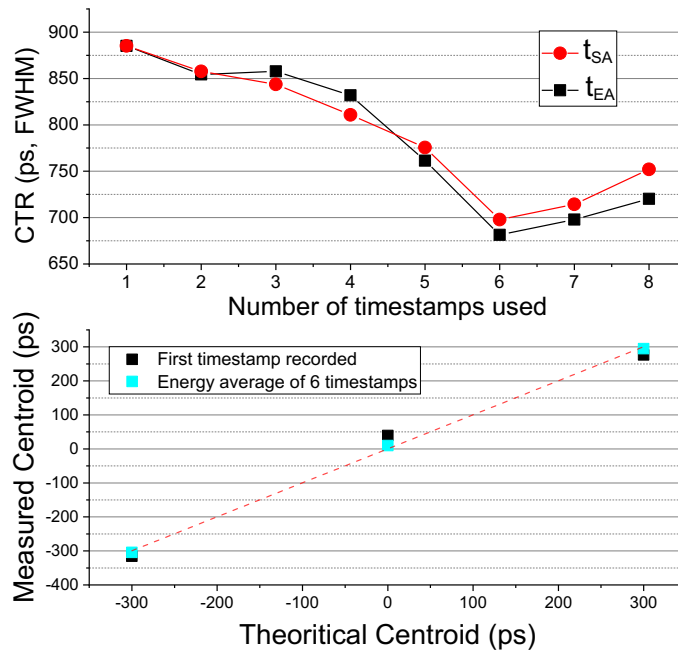 900
850
800
750
700
650
CTR (ps, FWHM)
tSA
tEA
1 2 3 4 5 6 7 8
Number of timestamps used
300
200
100
0
-100
-200
-300
-400
Measured Centroid (ps)
First timestamp recorded
Energy average of 6 timestamps
-300 -200 -100 0 100 200 300
Theoritical Centroid (ps)